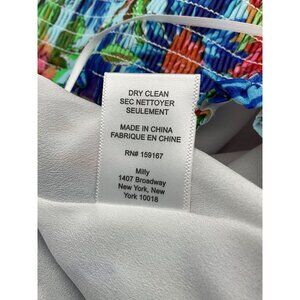 DRY CLEAN
SEC NETTOYER
SEULEMENT
MADE IN CHINA
FABRIQUE EN CHINE
RN# 159167
Milly
1407 Broadway
New York, New
York 10018